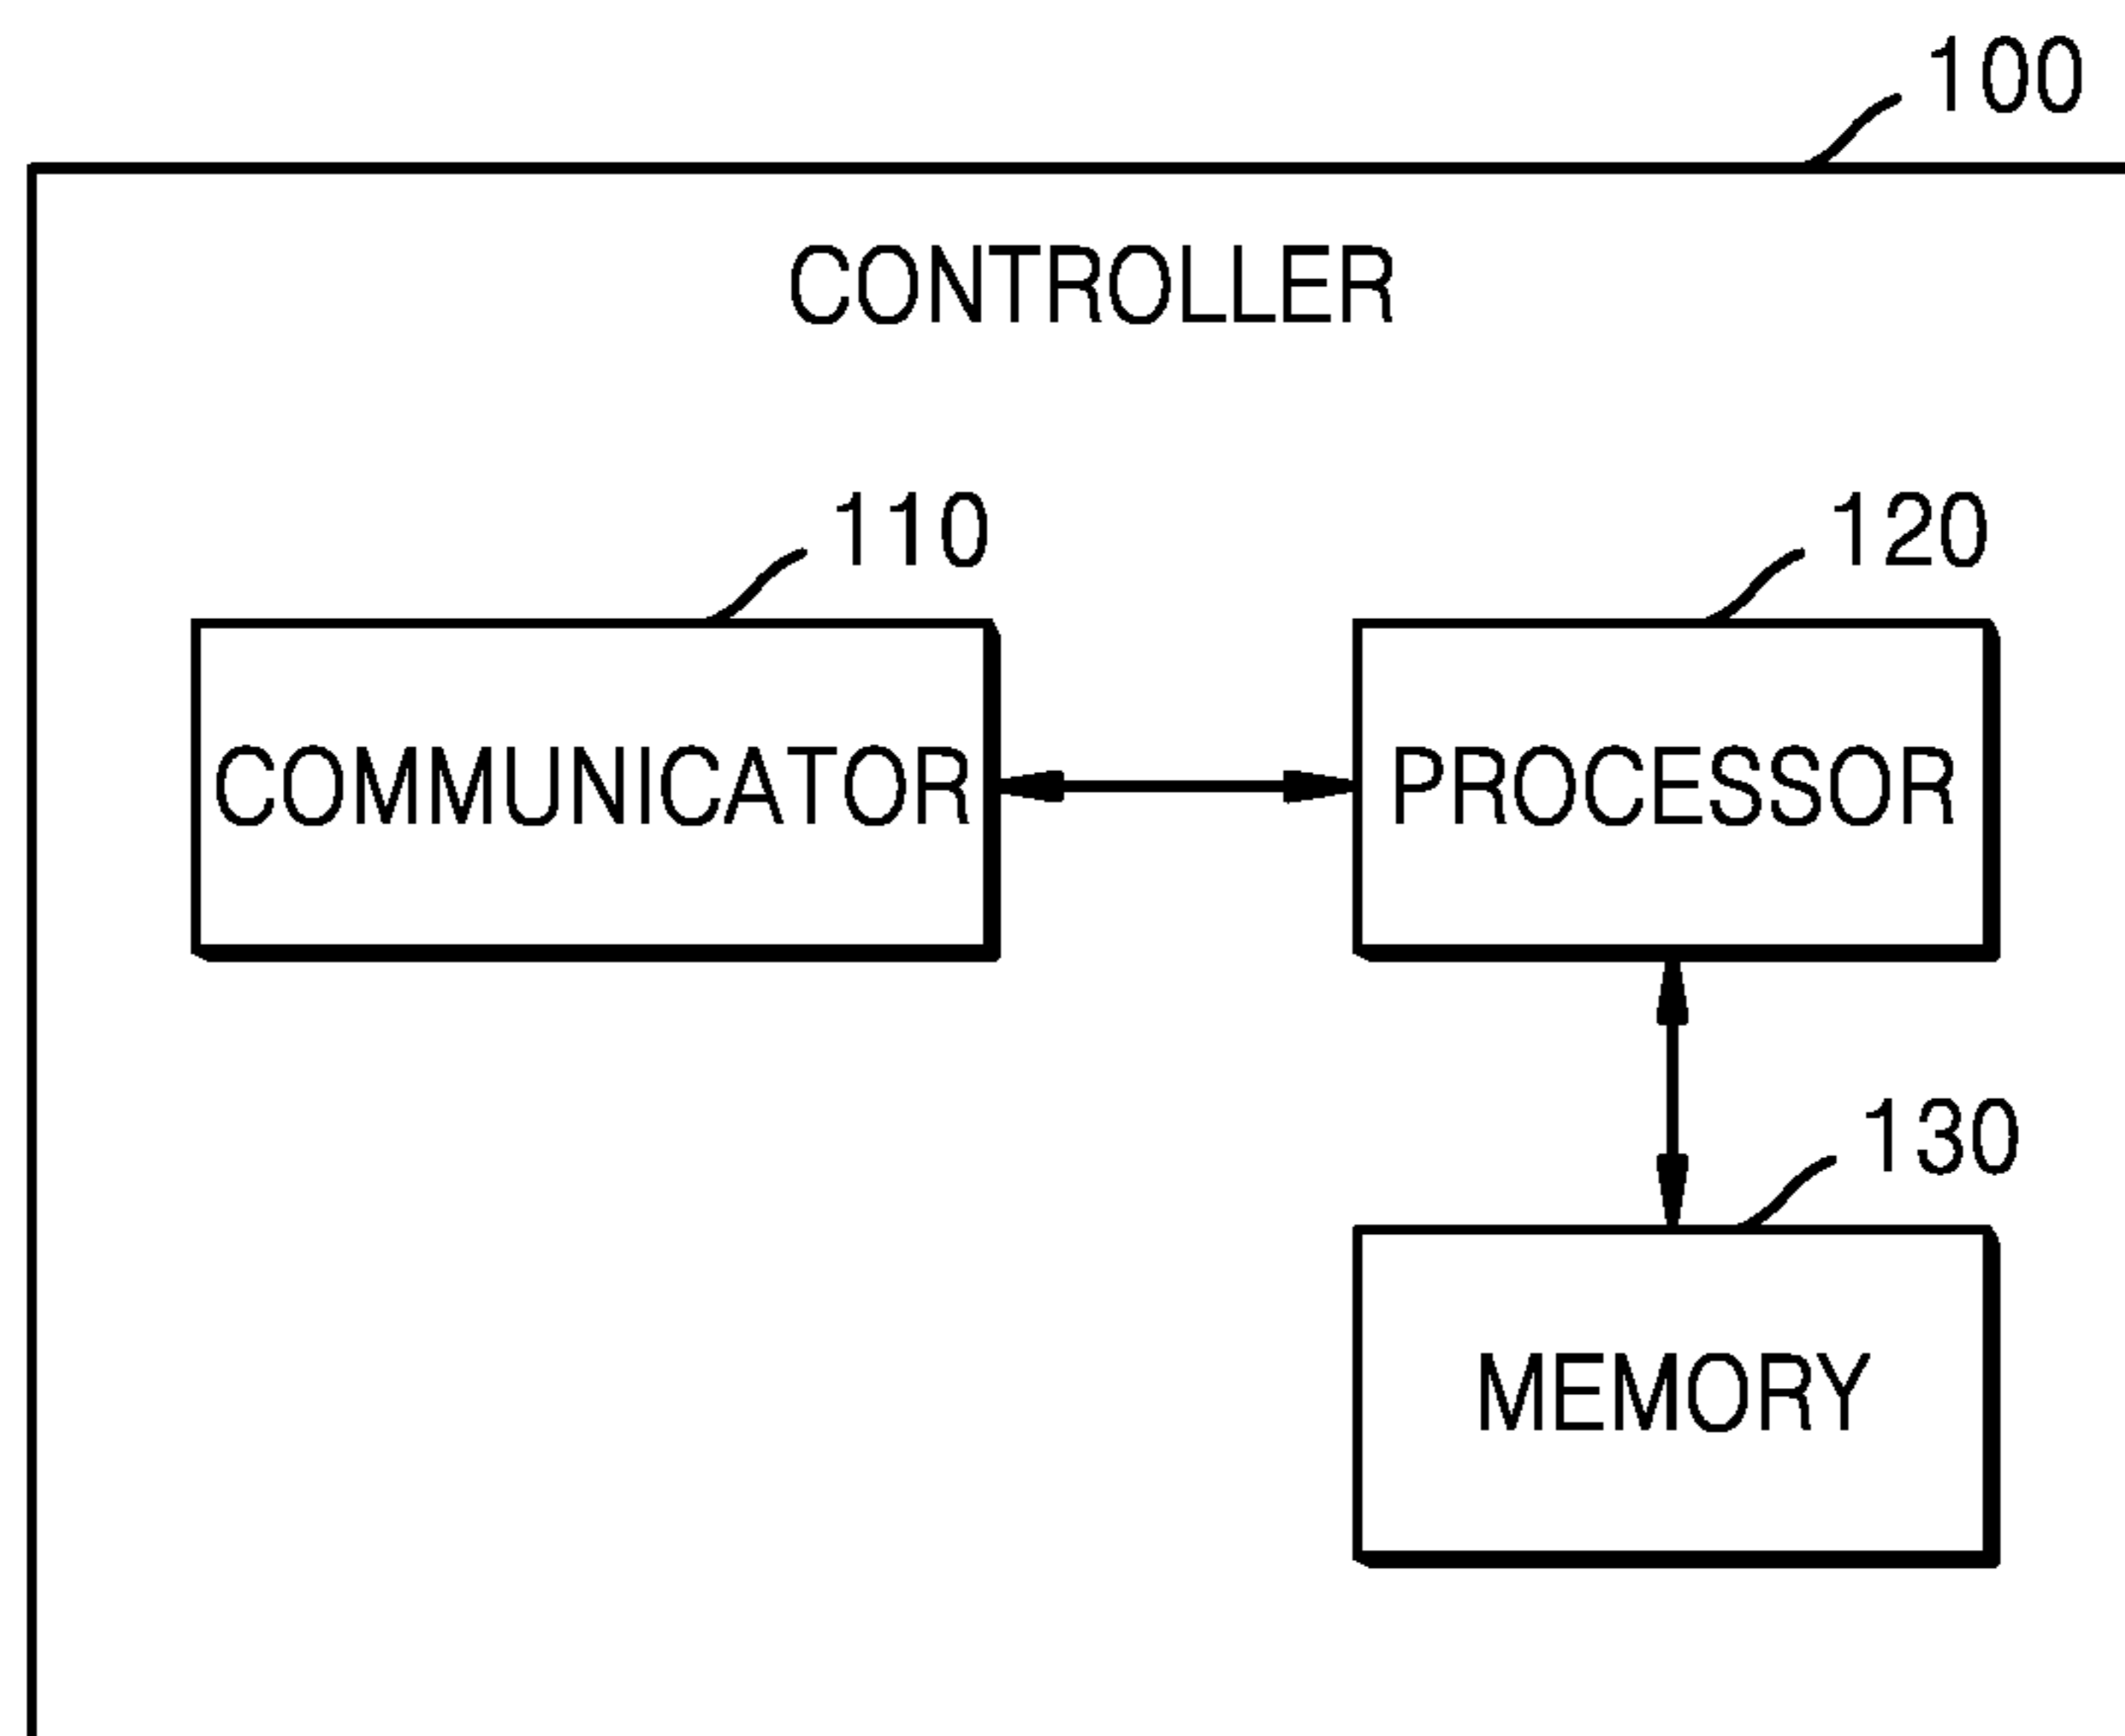 100
CONTROLLER
110
120
COMMUNICATOR
PROCESSOR
130
MEMORY